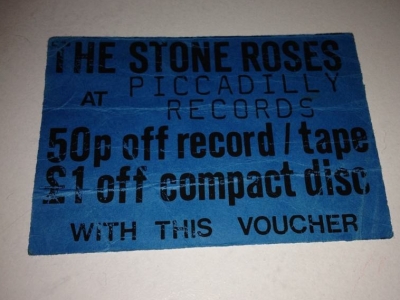 THE STONE ROSES
AT PICCADILLY
RECORDS
50p off record / tape
£1 off compact disc
WITH THIS VOUCHER